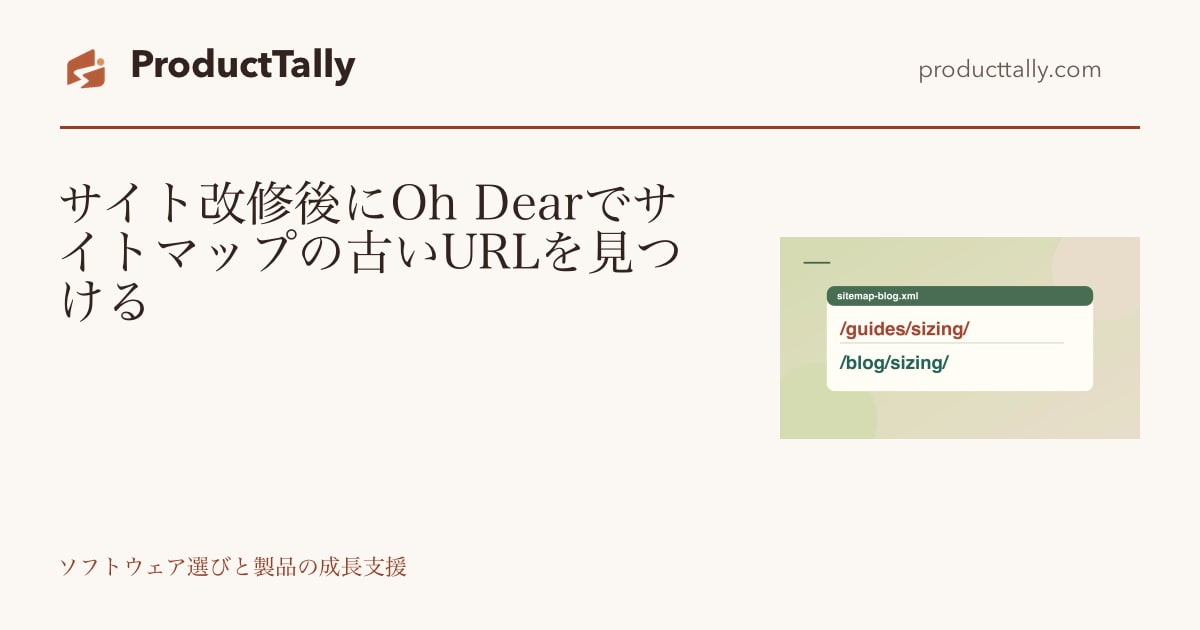 ProductTally
producttally.com
サイト改修後にOh Dearでサ
イトマップの古いURLを見つ
ける
sitemap-blog.xml
/guides/sizing/
/blog/sizing/
ソフトウェア選びと製品の成長支援